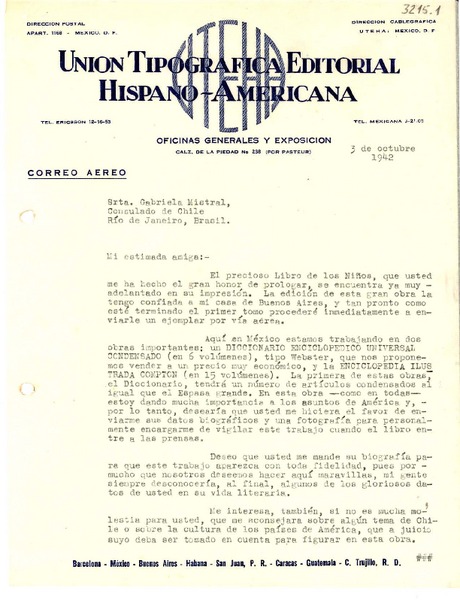 3215.1
DIRECCION POSTAL
APART. 1168 - MEXICO, D. F.
DIRECCION CABLEGRAFICA
UTEHA: MEXICO, D. F.
UTEHA
UNION TIPOGRAFICA EDITORIAL
HISPANO-AMERICANA
TEL. ERICSSON 12-16-53
TEL. MEXICANA J-21-03
OFICINAS GENERALES Y EXPOSICION
CALZ. DE LA PIEDAD No 258 (POR PASTEUR)
3 de octubre
1942
CORREO AEREO
Srta. Gabriela Mistral,
Consulado de Chile
Río de Janeiro, Brasil.
Mi estimada amiga:-
El precioso Libro de los Niños, que usted
me ha hecho el gran honor de prologar, se encuentra ya muy -
adelantado en su impresión. La edición de esta gran obra la
tengo confiada a mi casa de Buenos Aires, y tan pronto como
esté terminado el primer tomo procederé inmediatamente a en-
viarle un ejemplar por vía aérea.
Aquí en México estamos trabajando en dos
obras importantes; un DICCIONARIO ENCICLOPEDICO UNIVERSAL
CONDENSADO (en 6 volúmenes), tipo Webster, que nos propone-
mos vender a un precio muy económico, y la ENCICLOPEDIA ILUS
TRADA CUMBRE (en 15 volúmenes). La primera de estas obras,
el Diccionario, tendrá un número de artículos condensados al
igual que el Espasa grande. En esta obra —como en todas—
estoy dando mucha importancia a los asuntos de América y, -
por lo tanto, desearía que usted me hiciera el favor de en-
viarme sus datos biográficos y una fotografía para personal-
mente encargarme de vigilar este trabajo cuando el libro en-
tre a las prensas.
Deseo que usted me mande su biografía pa-
ra que este trabajo aparezca con toda fidelidad, pues por—
mucho que nosotros deseemos hacer aquí maravillas, mi gente
siempre desconocería, al final, algunos de los gloriosos da-
tos de usted en su vida literaria.
Me interesa, también, si no es mucha mo-
lestia para usted, que me aconsejara sobre algún tema de Chi-
le o sobre la cultura de los países de América, que a juicio
suyo deba ser tomado en cuenta para figurar en esta obra.
Barcelona - México - Buenos Aires - Habana - San Juan, P. R. - Caracas - Guatemala - C. Trujillo, R. D.
###